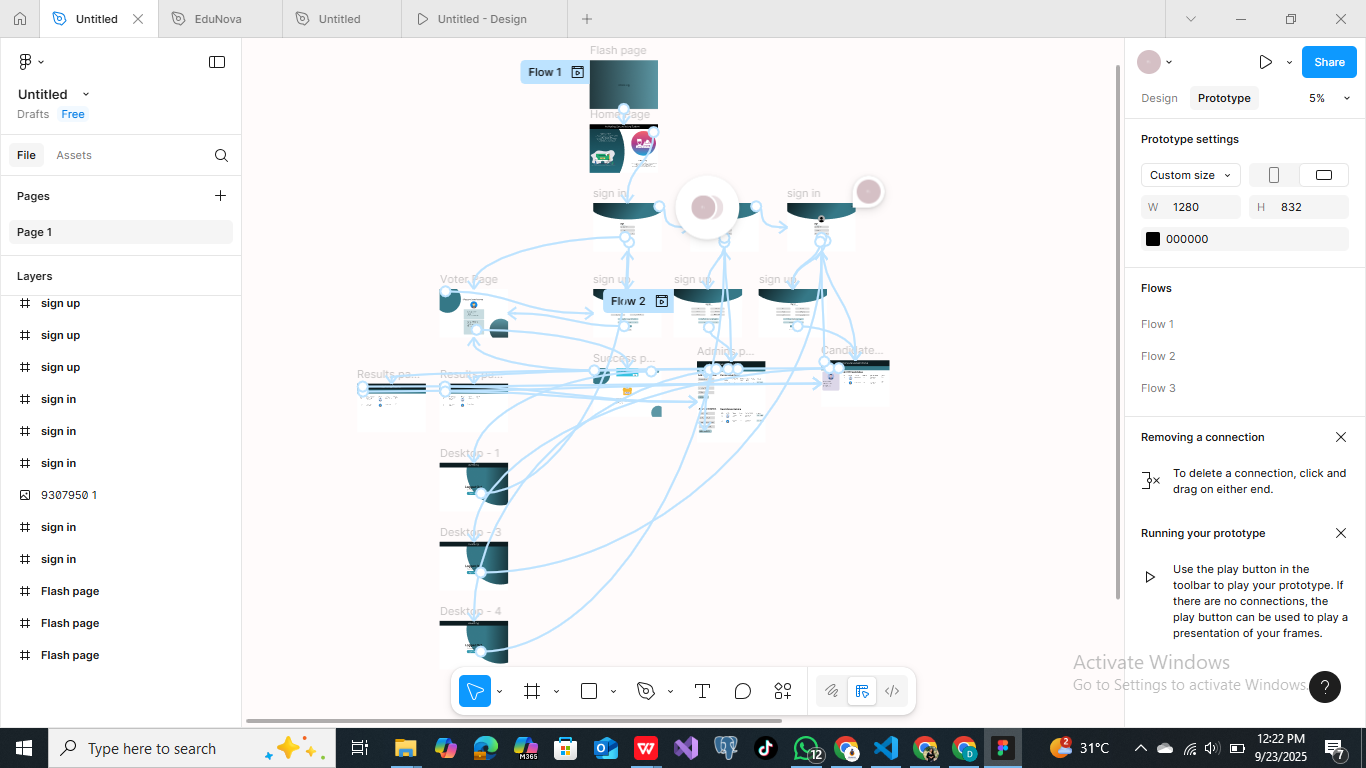 Untitled
EduNova
Untitled
Untitled - Design
Untitled
Drafts Free
File Assets
Pages
Page 1
Layers
sign up
sign up
sign up
sign in
sign in
sign in
9307950 1
sign in
sign in
Flash page
Flash page
Flash page
Flash page
Flow 1
Home Page
sign in
sign in
Voter Page
sign up
sign up
sign up
Flow 2
Success p...
Admin p...
Candidate...
Results pa...
Results pa...
Desktop - 1
Desktop - 3
Desktop - 4
Share
Design Prototype 5%
Prototype settings
Custom size
W 1280 H 832
000000
Flows
Flow 1
Flow 2
Flow 3
Removing a connection
To delete a connection, click and
drag on either end.
Running your prototype
Use the play button in the
toolbar to play your prototype. If
there are no connections, the
play button can be used to play a
presentation of your frames.
Activate Windows
Go to Settings to activate Windows.
?
Type here to search
M365
12
2
31°C
12:22 PM
9/23/2025
7